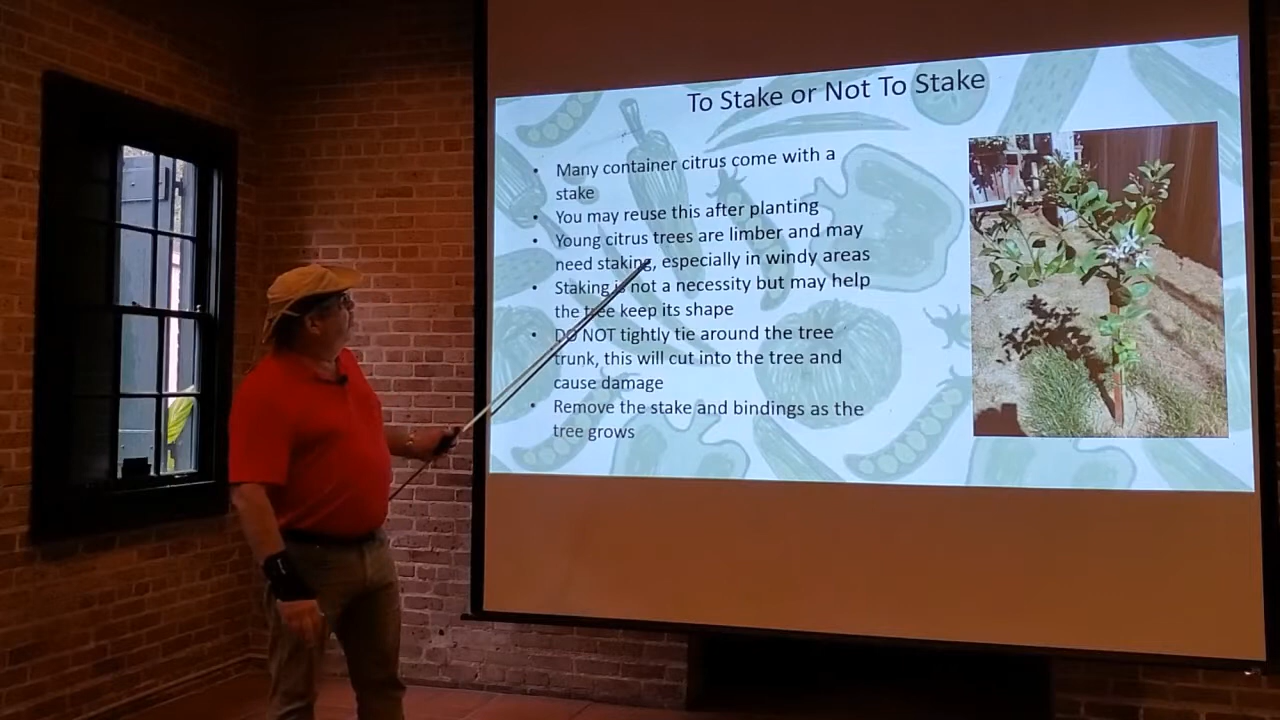 To Stake or Not To Stake
• Many container citrus come with a
stake
• You may reuse this after planting
• Young citrus trees are limber and may
need staking, especially in windy areas
• Staking is not a necessity but may help
the tree keep its shape
• DO NOT tightly tie around the tree
trunk, this will cut into the tree and
cause damage
• Remove the stake and bindings as the
tree grows